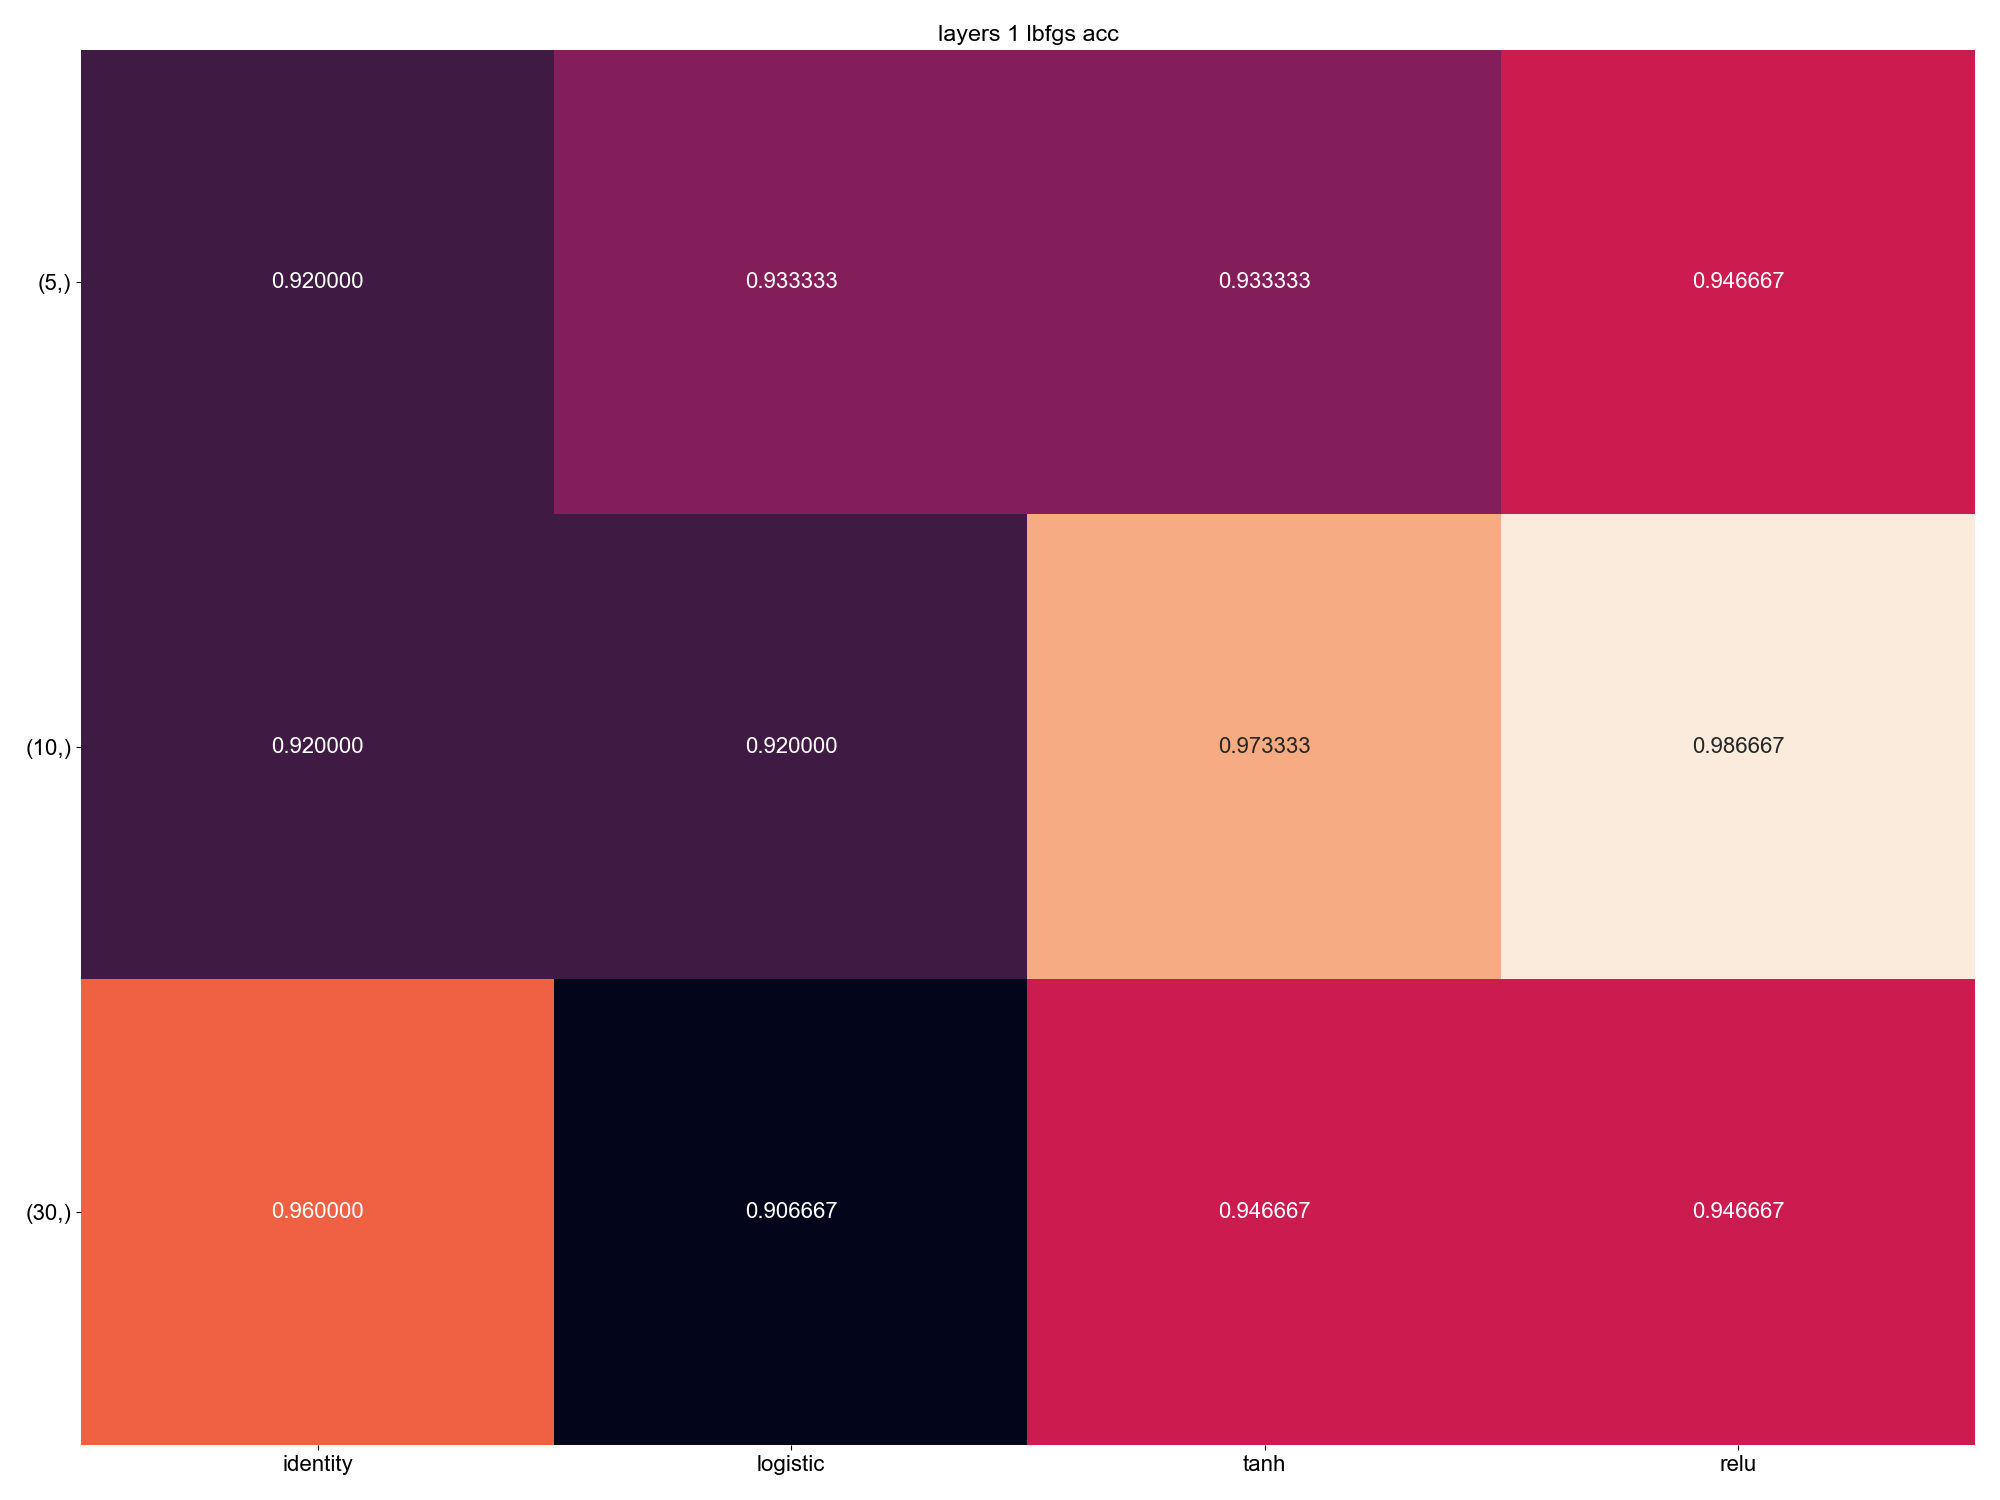 layers 1 lbfgs acc
(5,) 0.920000 0.933333 0.933333 0.946667
(10,) 0.920000 0.920000 0.973333 0.986667
(30,) 0.960000 0.906667 0.946667 0.946667
identity logistic tanh relu